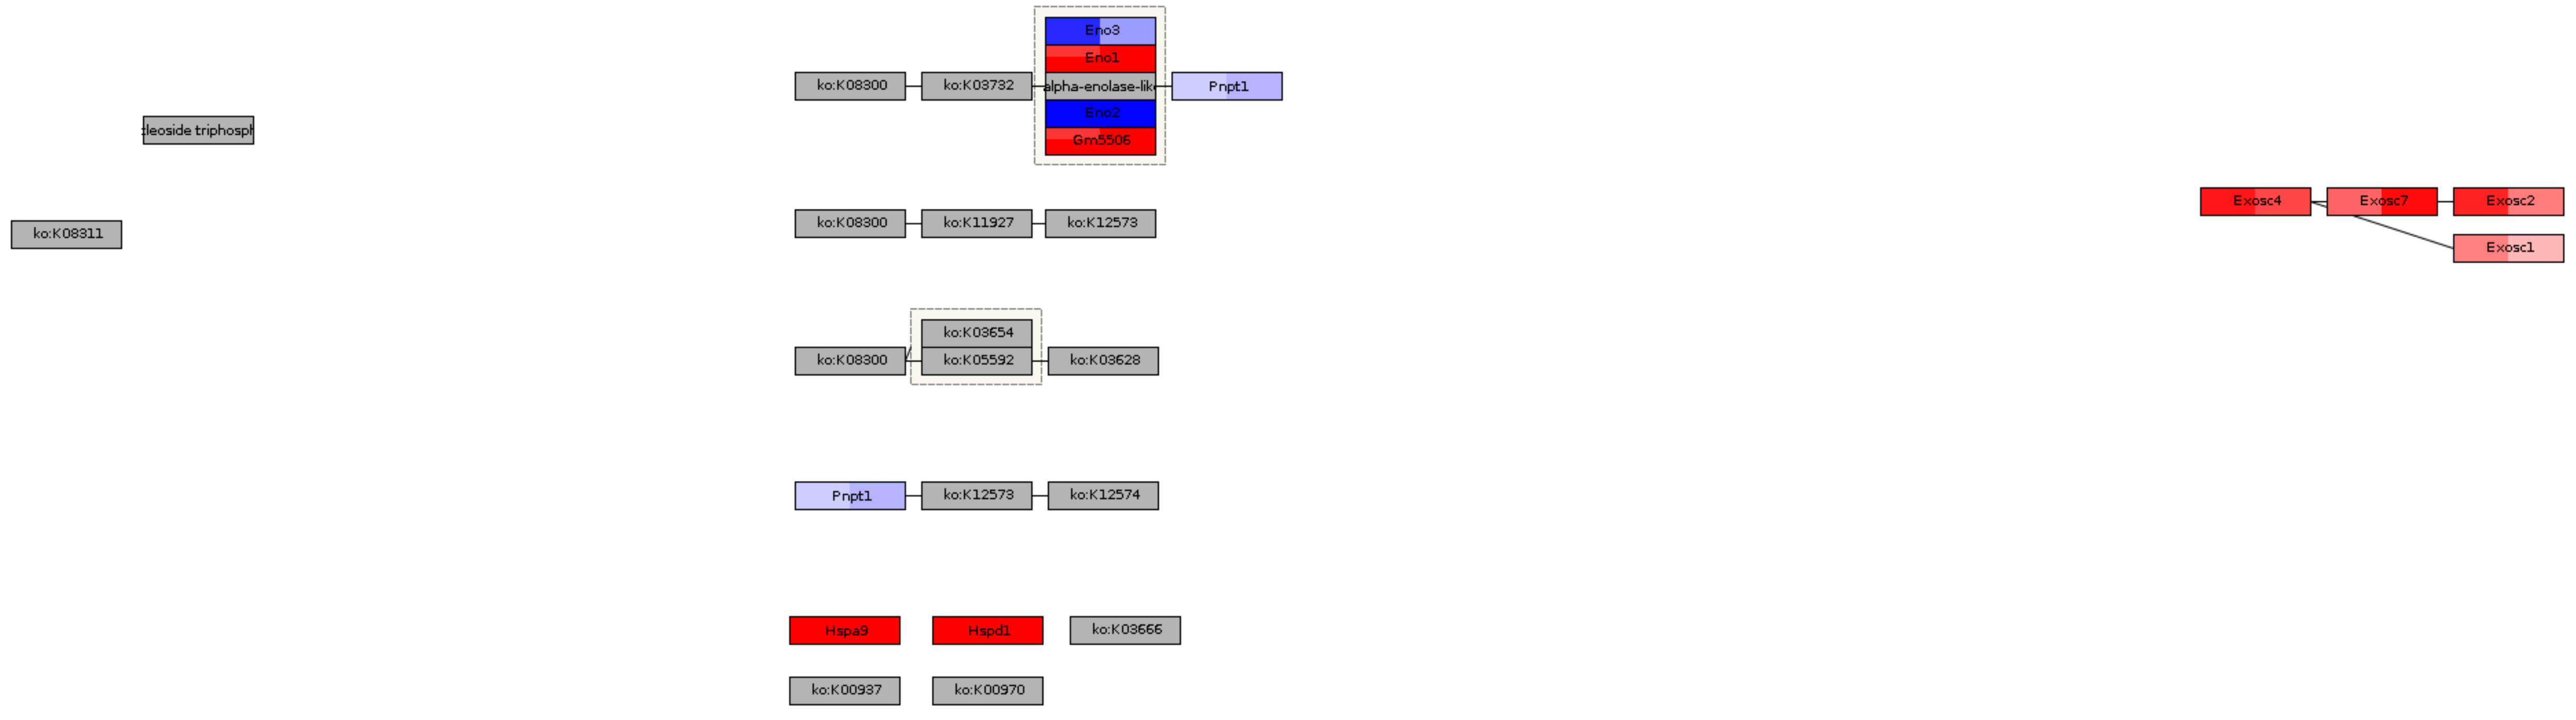 Eno3
Eno1
ko:K08300
ko:K03732
alpha-enolase-lik
Pnpt1
Eno2
Gm5506
leoside triphosph
ko:K08311
ko:K08300
ko:K11927
ko:K12573
Exosc4
Exosc7
Exosc2
Exosc1
ko:K03654
ko:K08300
ko:K05592
ko:K03628
Pnpt1
ko:K12573
ko:K12574
Hspa9
Hspd1
ko:K03666
ko:K00937
ko:K00970